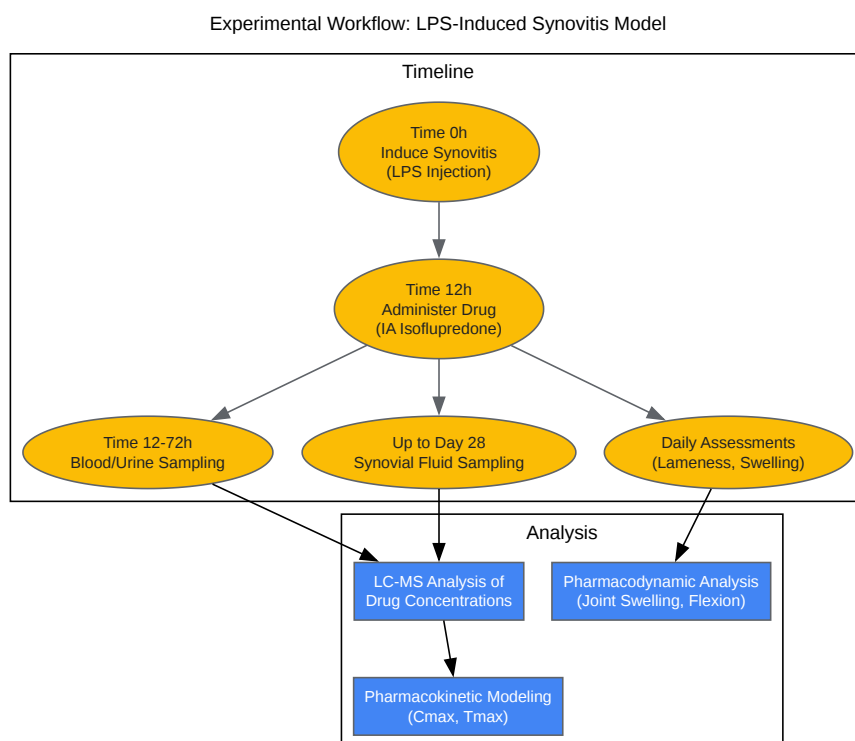 Experimental Workflow: LPS-Induced Synovitis Model
Timeline
Time 0h
Induce Synovitis
(LPS Injection)
Time 12h
Administer Drug
(IA Isoflupredone)
Time 12-72h
Blood/Urine Sampling
Up to Day 28
Synovial Fluid Sampling
Daily Assessments
(Lameness, Swelling)
Analysis
LC-MS Analysis of
Drug Concentrations
Pharmacodynamic Analysis
(Joint Swelling, Flexion)
Pharmacokinetic Modeling
(Cmax, Tmax)